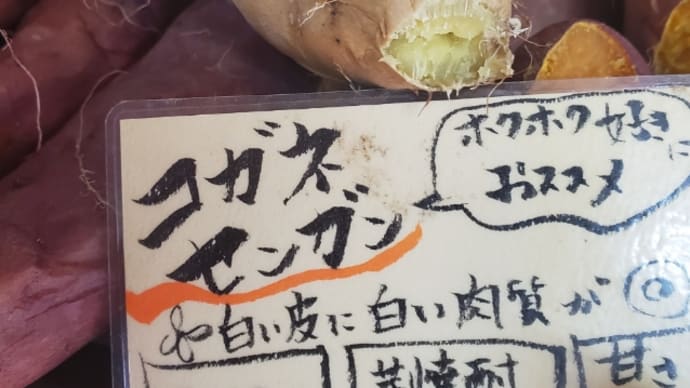 コガネ
センガン
ホクホク好きに
おススメ
白い皮に白い肉質が◎
芋焼酎
甘さ